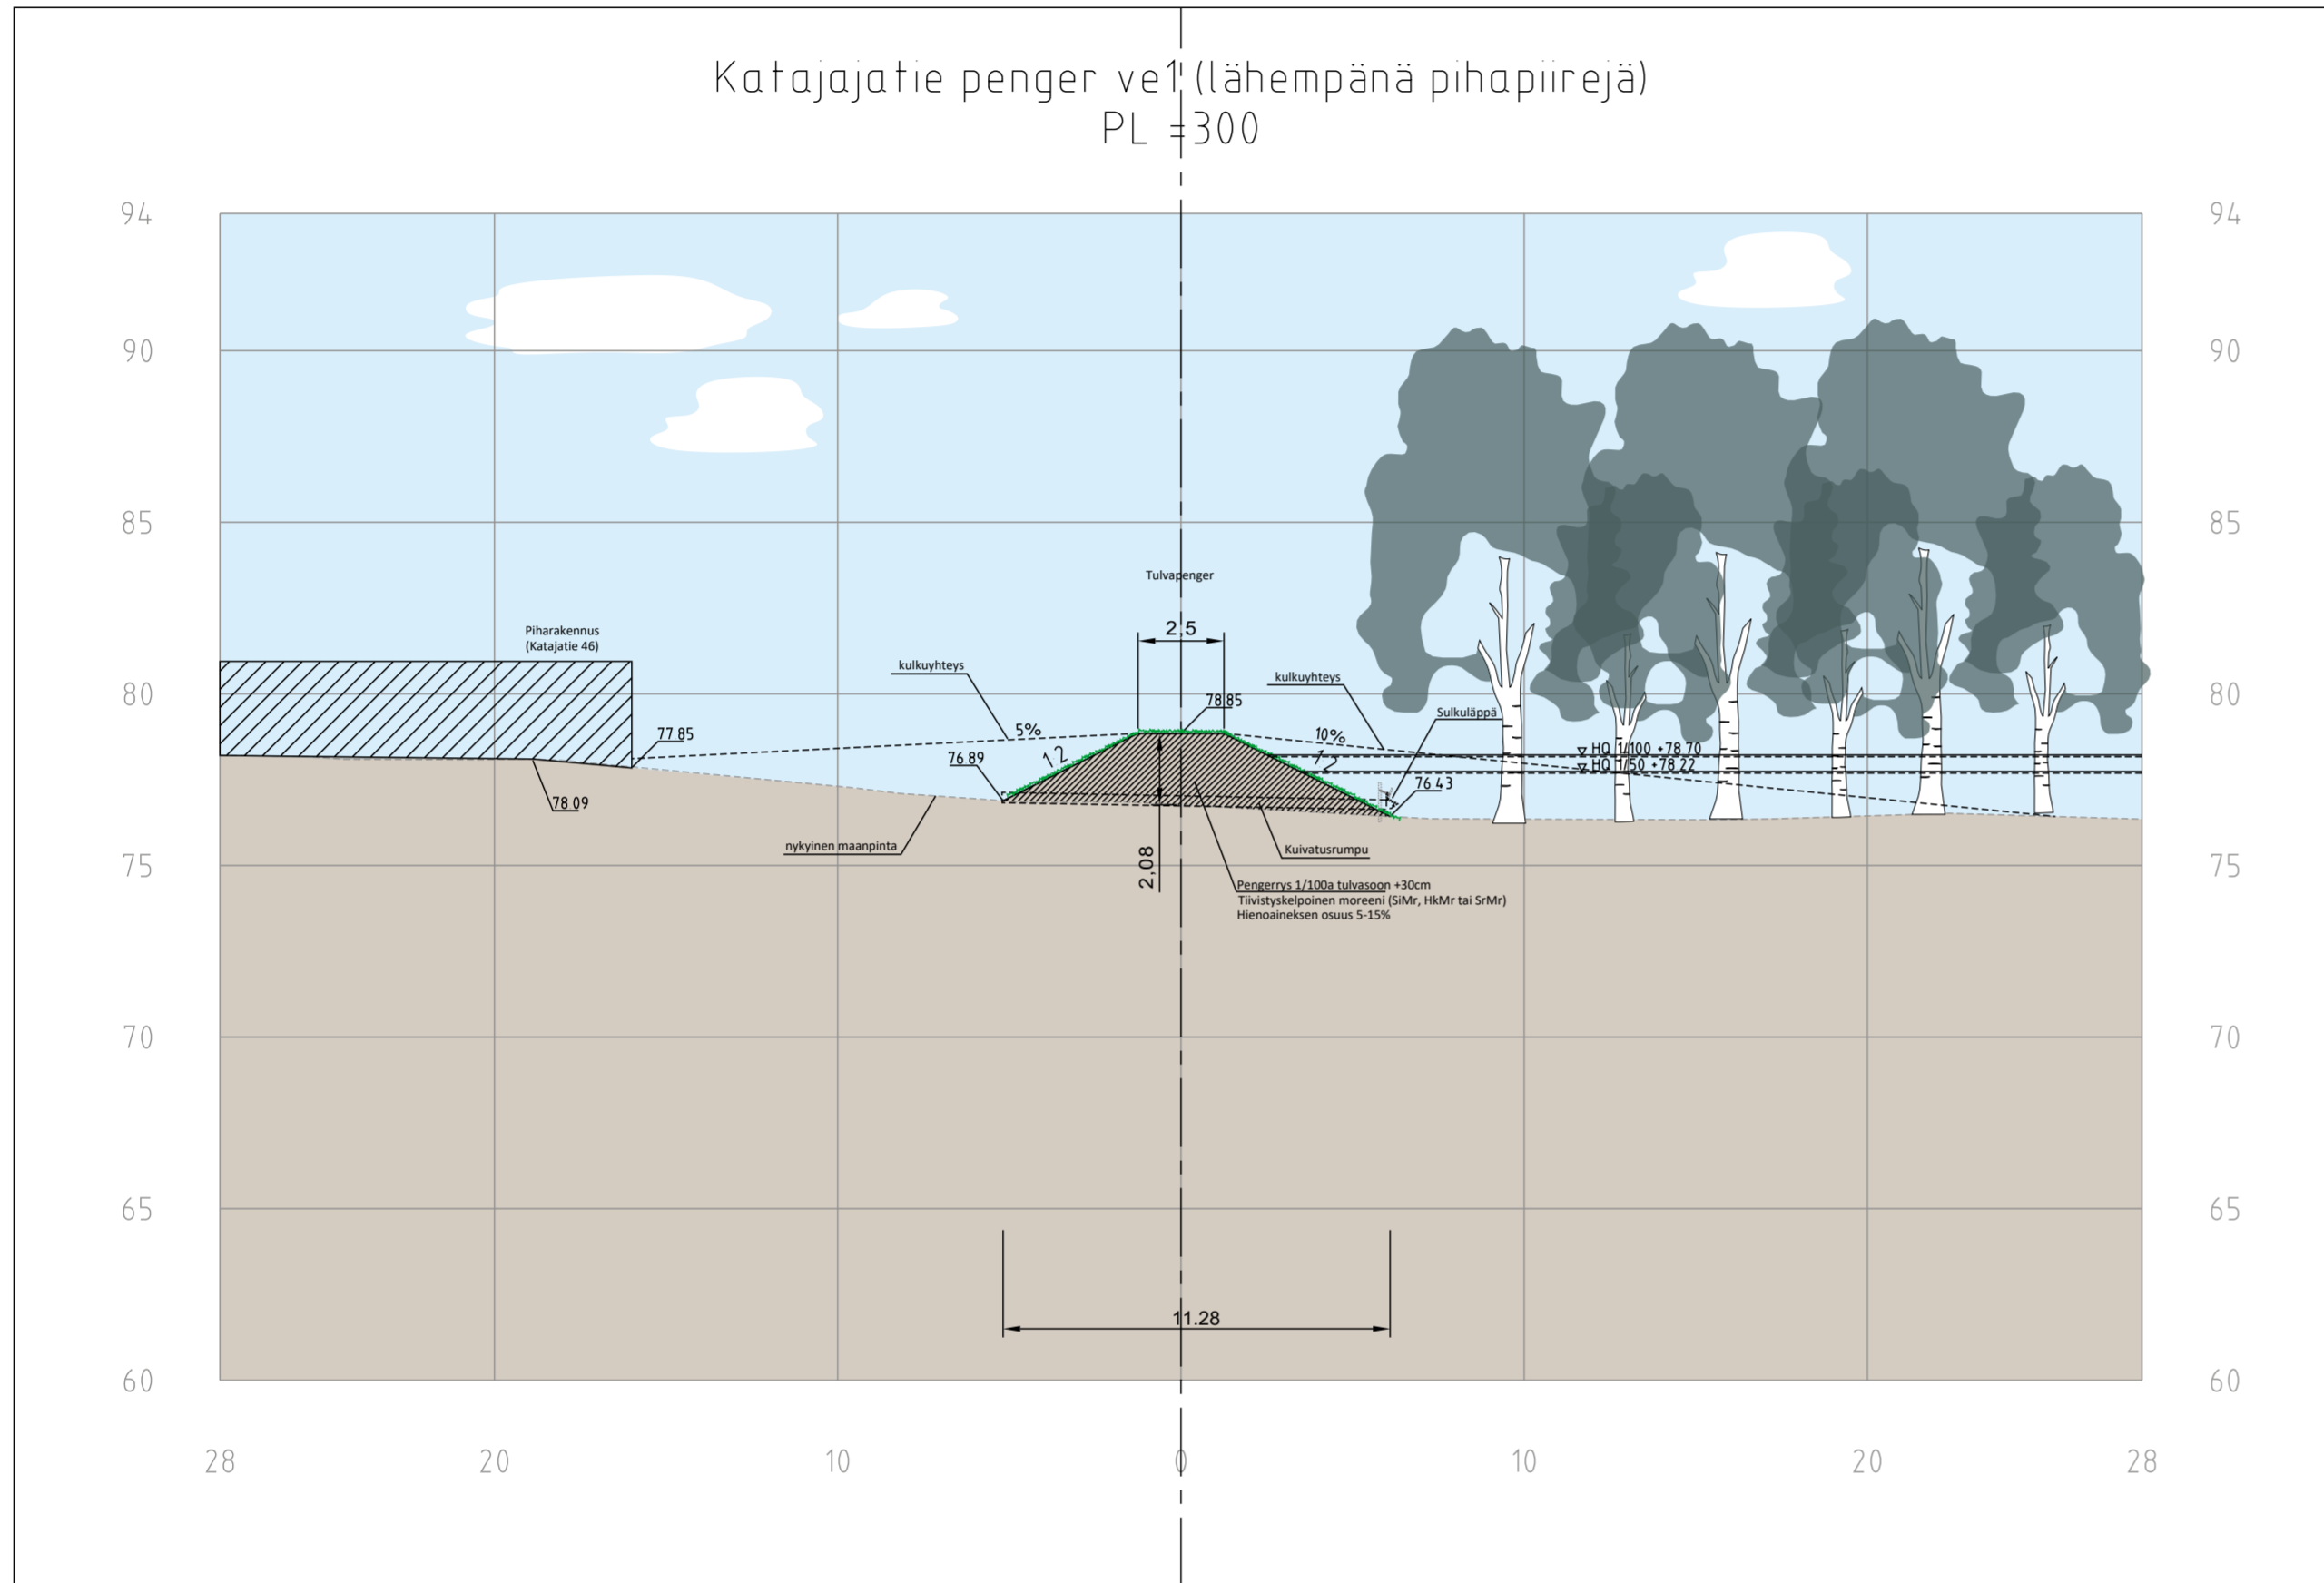 Katajajatie penger ve1 (lähempänä pihapiirejä)
PL =300
94
94
90
90
85
85
Tulvapenger
Piharakennus
(Katajatie 46)
2,5
kulkuyhteys
kulkuyhteys
80
80
78.85
Sulkuläppä
77.85
5%
10%
HQ 1/100 +78.70
HQ 1/50 +78.22
76.89
1:2
1:2
76.43
78.09
nykyinen maanpinta
2,08
Kuivatusrumpu
75
75
Pengerrys 1/100a tulvasoon +30cm
Tiivistyskelpoinen moreeni (SiMr, HkMr tai SrMr)
Hienoaineksen osuus 5-15%
70
70
65
65
11.28
60
60
28
20
10
0
10
20
28